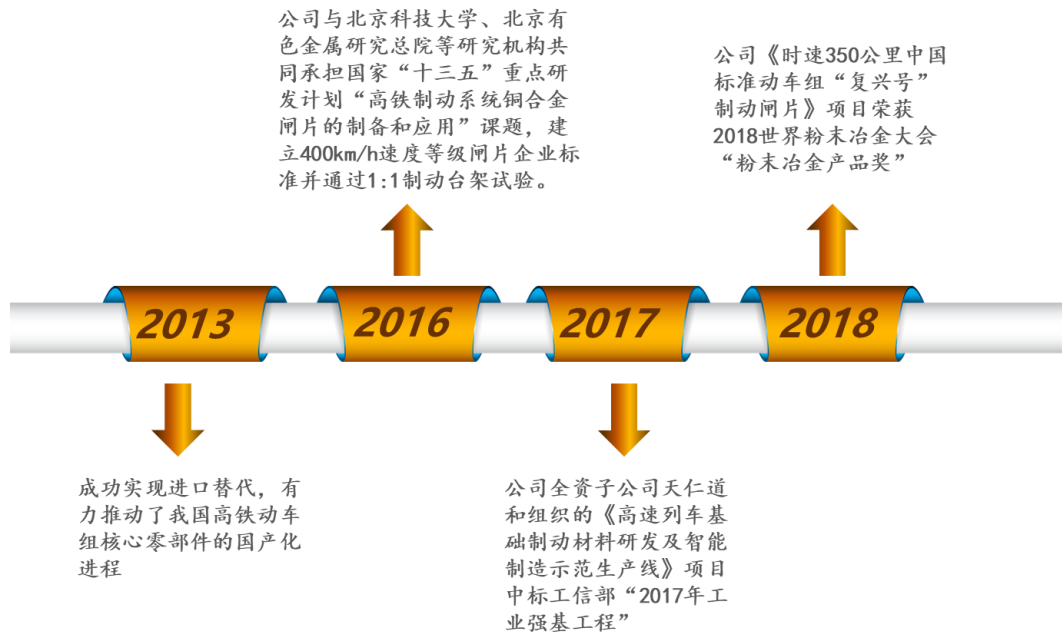 公司与北京科技大学、北京有
色金属研究总院等研究机构共
同承担国家“十三五”重点研
发计划“高铁制动系统铜合金
闸片的制备和应用”课题，建
立400km/h速度等级闸片企业标
准并通过1:1制动台架试验。
公司《时速350公里中国
标准动车组“复兴号”
制动闸片》项目荣获
2018世界粉末冶金大会
“粉末冶金产品奖”
2013
2016
2017
2018
成功实现进口替代，有
力推动了我国高铁动车
组核心零部件的国产化
进程
公司全资子公司天仁道
和组织的《高速列车基
础制动材料研发及智能
制造示范生产线》项目
中标工信部“2017年工
业强基工程”